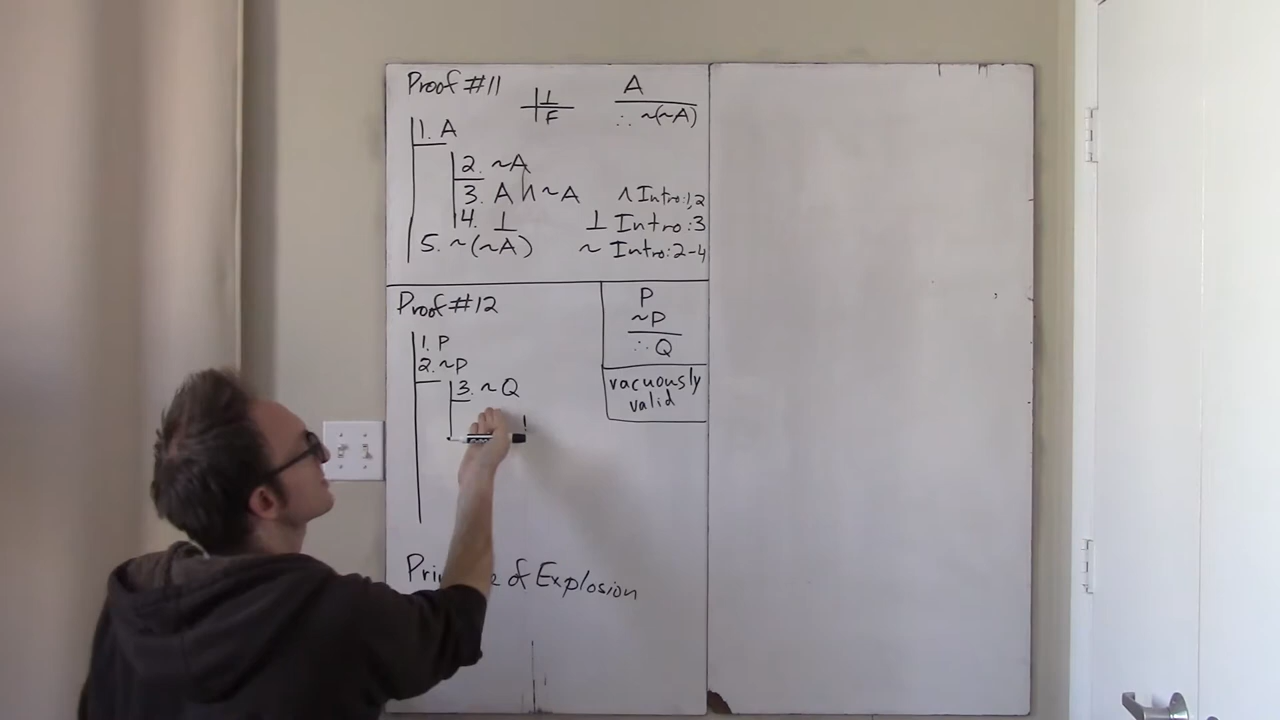 Proof #11
⊥
F
A
∴ ~(~A)
1. A
2. ~A
3. A ∧ ~A ∧ Intro: 1,2
4. ⊥ ⊥ Intro: 3
5. ~(~A) ~ Intro: 2-4
Proof #12
P
~P
∴ Q
vacuously
valid
1. P
2. ~P
3. ~Q
of Explosion